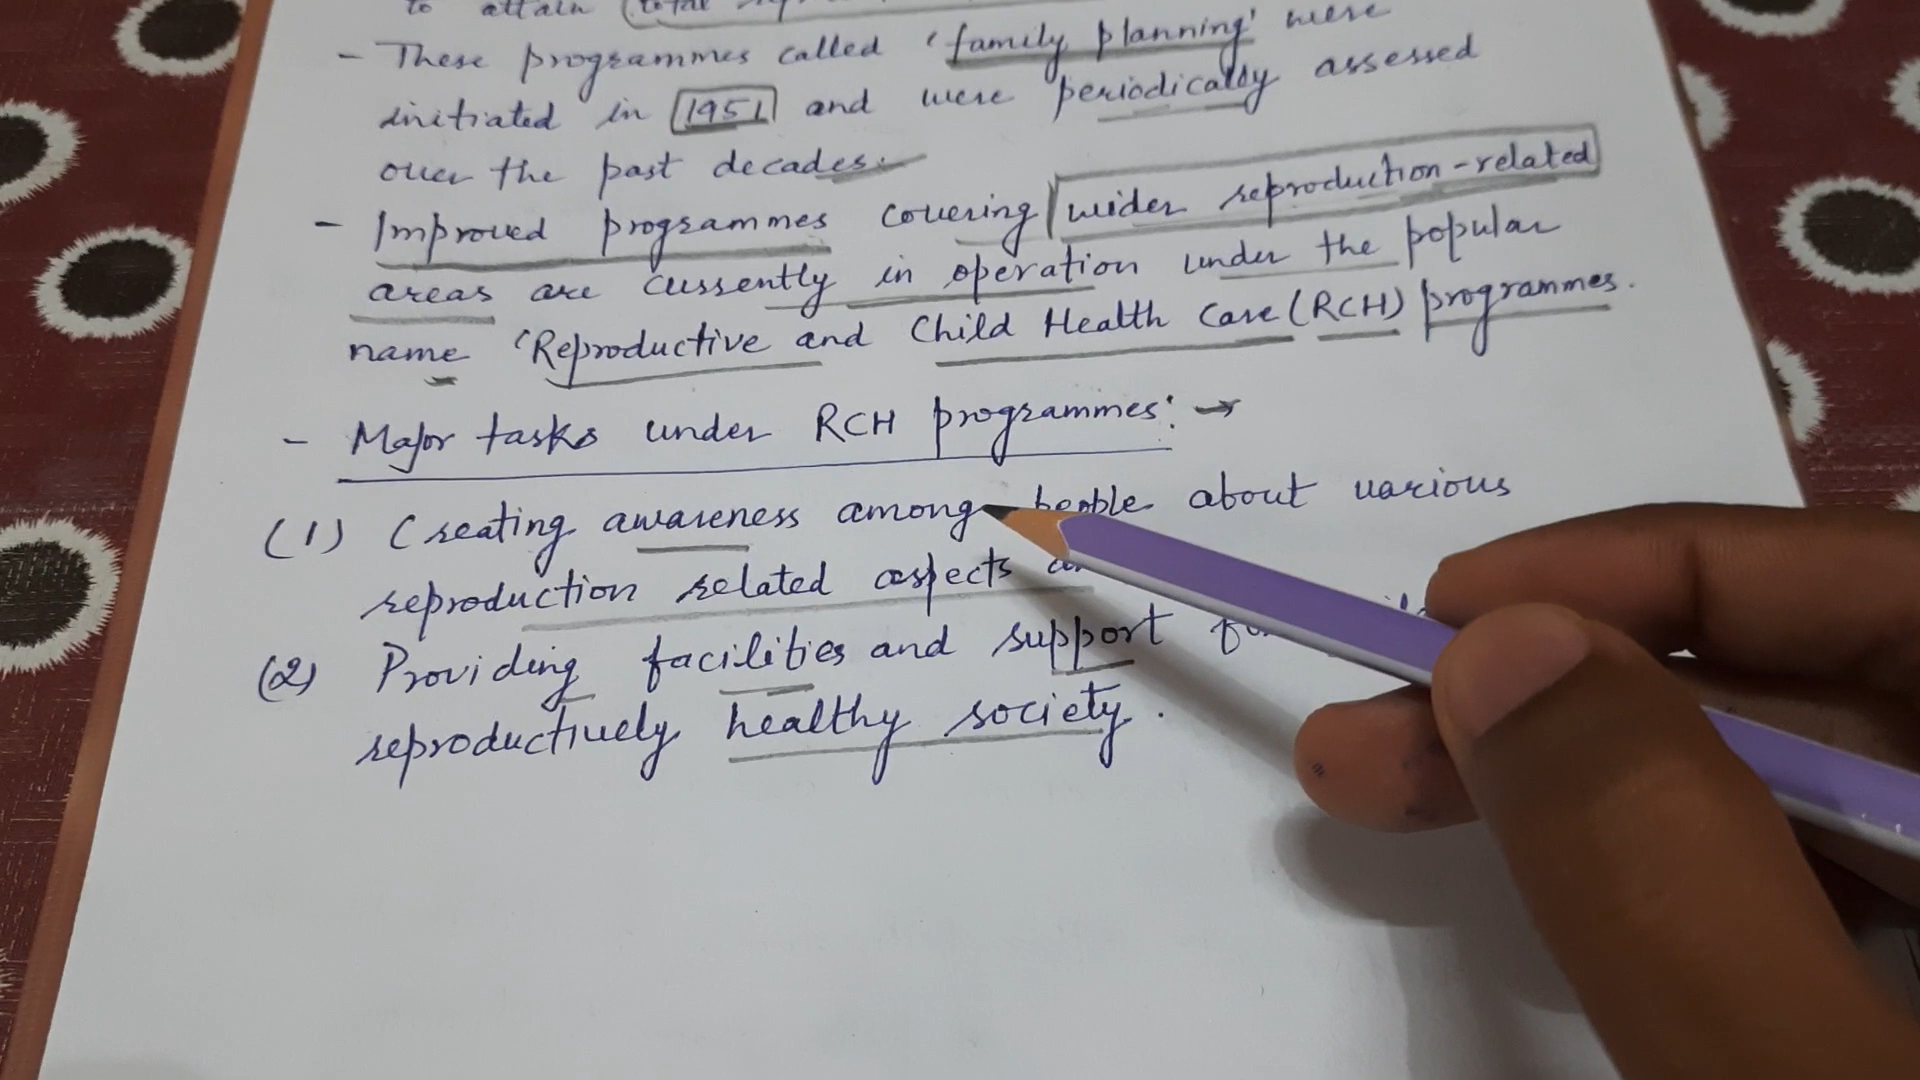 to attain total
- These programmes called 'family planning' were
initiated in 1951 and were periodically assessed
over the past decades.
- Improved programmes covering wider reproduction-related
areas are currently in operation under the popular
name 'Reproductive and Child Health Care (RCH) programmes.
- Major tasks under RCH programmes: →
(1) Creating awareness among people about various
reproduction related aspects
(2) Providing facilities and support
reproductively healthy society.